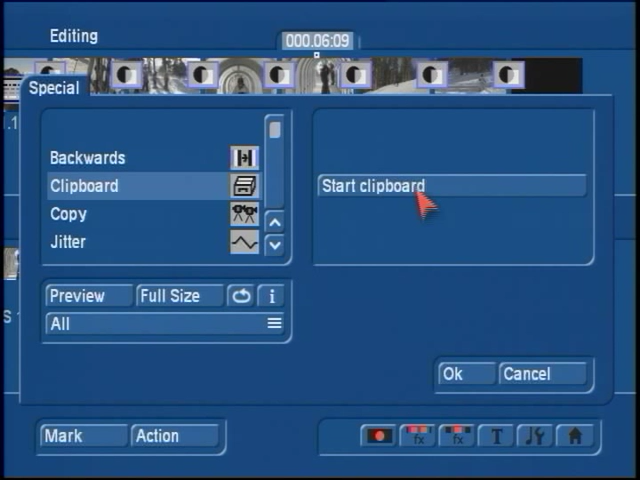 Editing
000.06:09
Special
Backwards
Clipboard
Copy
Jitter
Start clipboard
Preview
Full Size
i
All
Ok
Cancel
Mark
Action
fx
fx
T